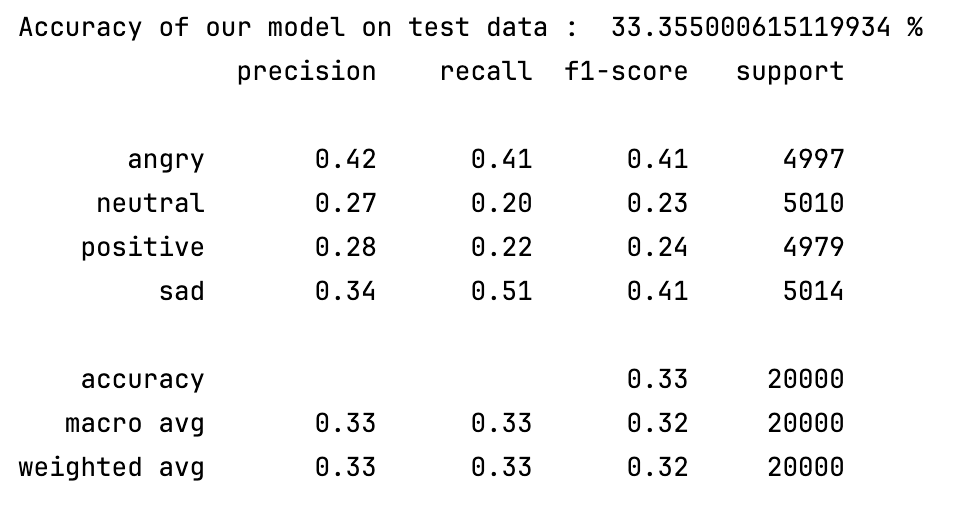 Accuracy of our model on test data :  33.355000615119934 %
precision    recall  f1-score   support
angry       0.42      0.41      0.41      4997
neutral       0.27      0.20      0.23      5010
positive       0.28      0.22      0.24      4979
sad       0.34      0.51      0.41      5014
accuracy                           0.33     20000
macro avg       0.33      0.33      0.32     20000
weighted avg       0.33      0.33      0.32     20000